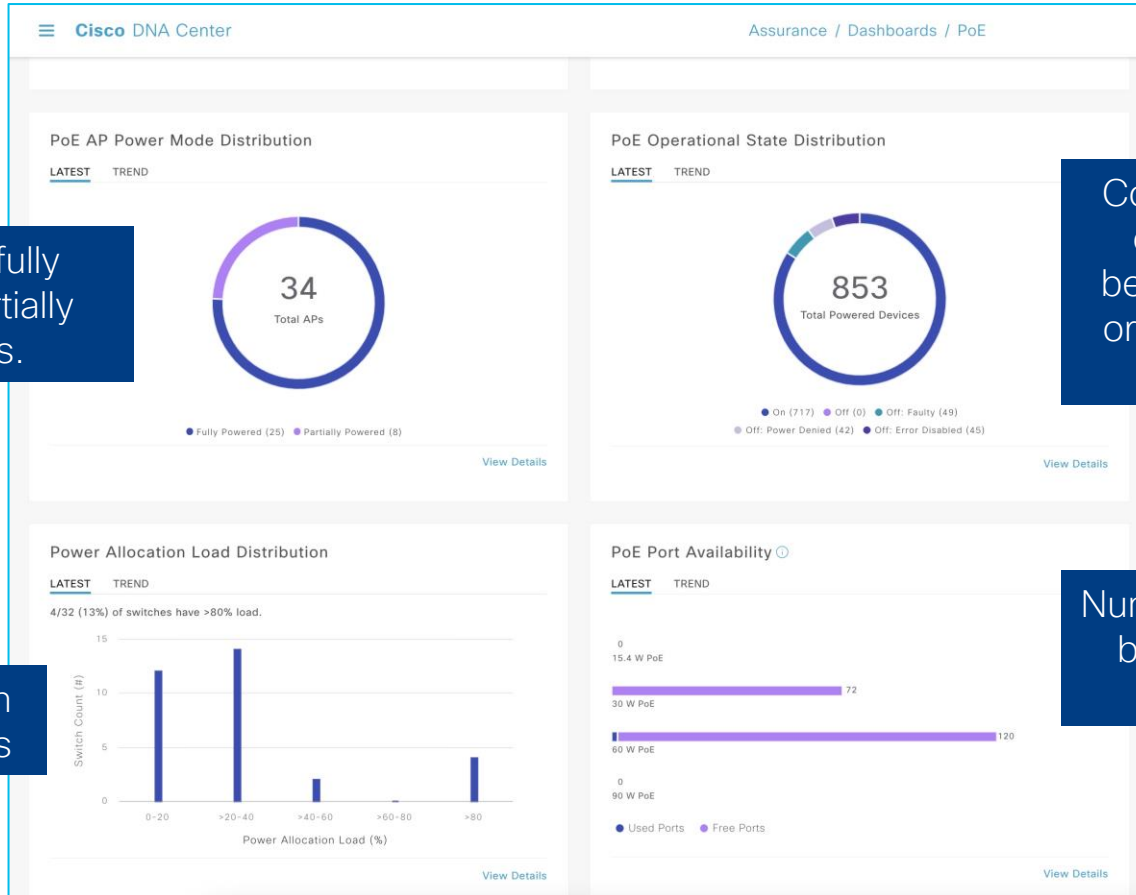 Cisco DNA Center
Assurance / Dashboards / PoE
PoE AP Power Mode Distribution
LATEST TREND
34
Total APs
Fully Powered (25) Partially Powered (8)
View Details
PoE Operational State Distribution
LATEST TREND
853
Total Powered Devices
On (717) Off (0) Off: Faulty (49)
Off: Power Denied (42) Off: Error Disabled (45)
View Details
fully
tially
s.
Co
be
or
Power Allocation Load Distribution
LATEST TREND
4/32 (13%) of switches have >80% load.
Switch Count (#)
15
10
5
0
0-20 >20-40 >40-60 >60-80 >80
Power Allocation Load (%)
View Details
PoE Port Availability
LATEST TREND
0
15.4 W PoE
72
30 W PoE
120
60 W PoE
0
90 W PoE
Used Ports Free Ports
View Details
n
s
Nur
b